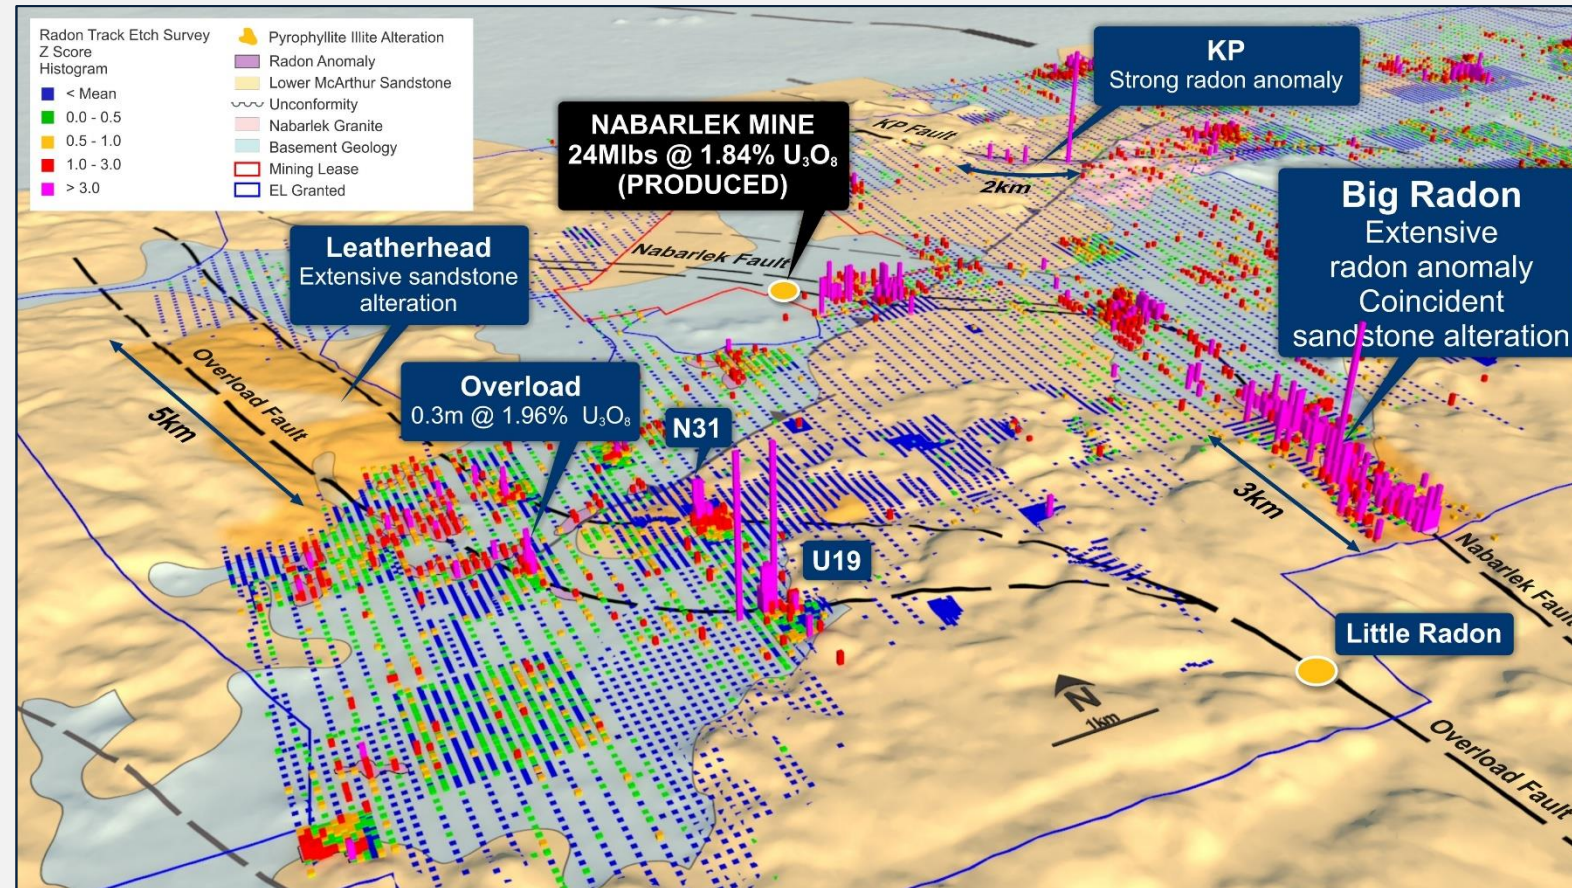 Radon Track Etch Survey
Z Score
Histogram
< Mean
0.0 - 0.5
0.5 - 1.0
1.0 - 3.0
> 3.0
Pyrophyllite Illite Alteration
Radon Anomaly
Lower McArthur Sandstone
Unconformity
Nabarlek Granite
Basement Geology
Mining Lease
EL Granted
KP
Strong radon anomaly
NABARLEK MINE
24Mlbs @ 1.84% U₃O₈
(PRODUCED)
KP Fault
2km
Big Radon
Extensive
radon anomaly
Coincident
sandstone alteration
Leatherhead
Extensive sandstone
alteration
Nabarlek Fault
Overload Fault
5km
Overload
0.3m @ 1.96% U₃O₈
N31
3km
U19
Nabarlek Fault
Little Radon
N
1km
Overload Fault